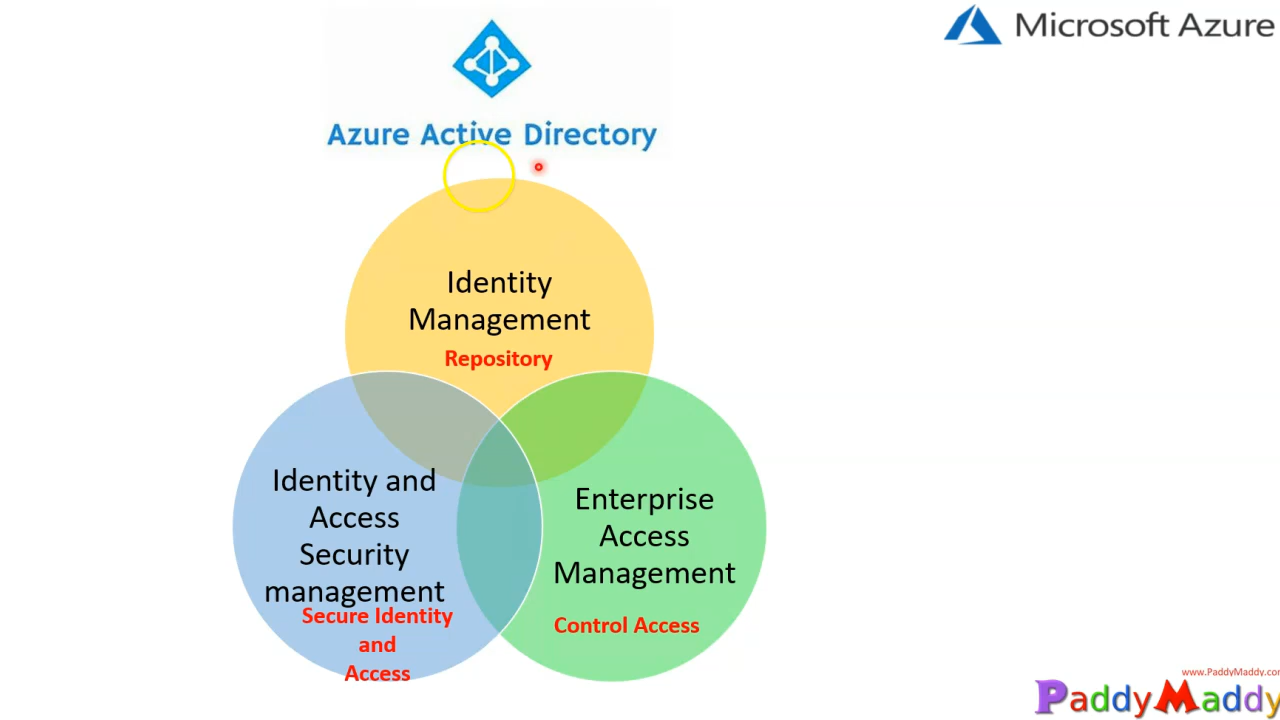 Microsoft Azure
Azure Active Directory
Identity
Management
Repository
Identity and
Access
Security
management
Secure Identity
and
Access
Enterprise
Access
Management
Control Access
www.PaddyMaddy.com
PaddyMaddy